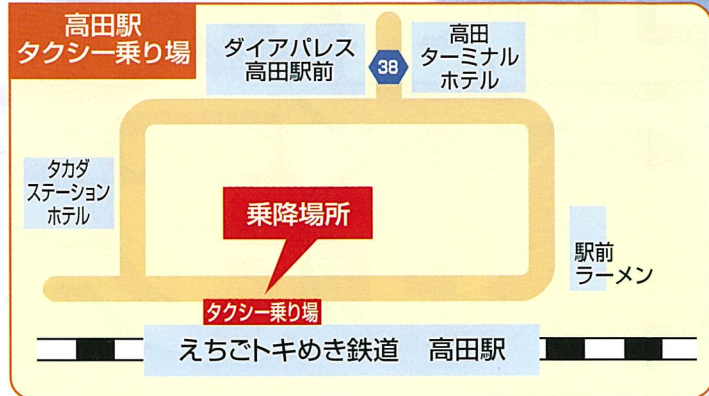 高田駅
タクシー乗り場
ダイアパレス
高田駅前
38
高田
ターミナル
ホテル
タカダ
ステーション
ホテル
乗降場所
駅前
ラーメン
タクシー乗り場
えちごトキめき鉄道 高田駅